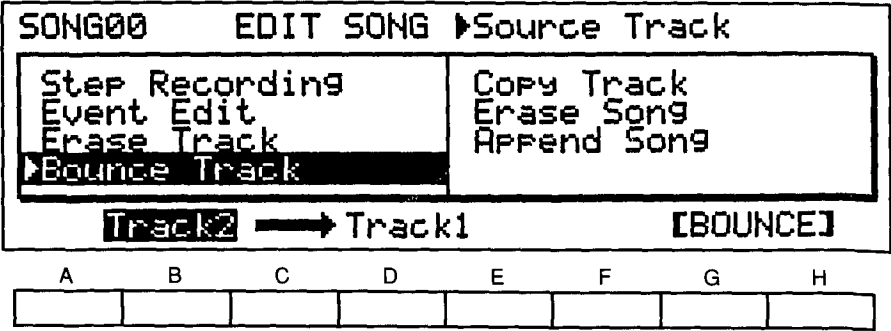 SONG00 EDIT SONG ▶Source Track
Step Recording
Event Edit
Erase Track
▶Bounce Track
Copy Track
Erase Song
Append Song
Track2 → Track1 [BOUNCE]
A B C D E F G H